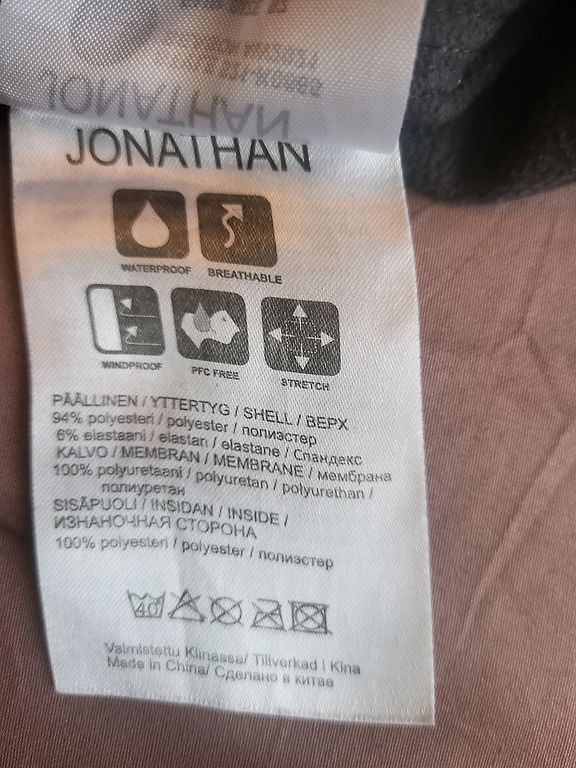 JONATHAN
WATERPROOF BREATHABLE
WINDPROOF PFC FREE STRETCH
PÄÄLLINEN / YTTERTYG / SHELL / ВЕРХ
94% polyesteri / polyester / полиэстер
6% elastaani / elastan / elastane / Спандекс
KALVO / MEMBRAN / MEMBRANE / мембрана
100% polyuretaani / polyuretan / polyurethan /
полиуретан
SISÄPUOLI / INSIDAN / INSIDE /
ИЗНАНОЧНАЯ СТОРОНА
100% polyesteri / polyester / полиэстер
40
Valmistettu Kiinassa/ Tillverkad i Kina
Made in China/ Сделано в китае